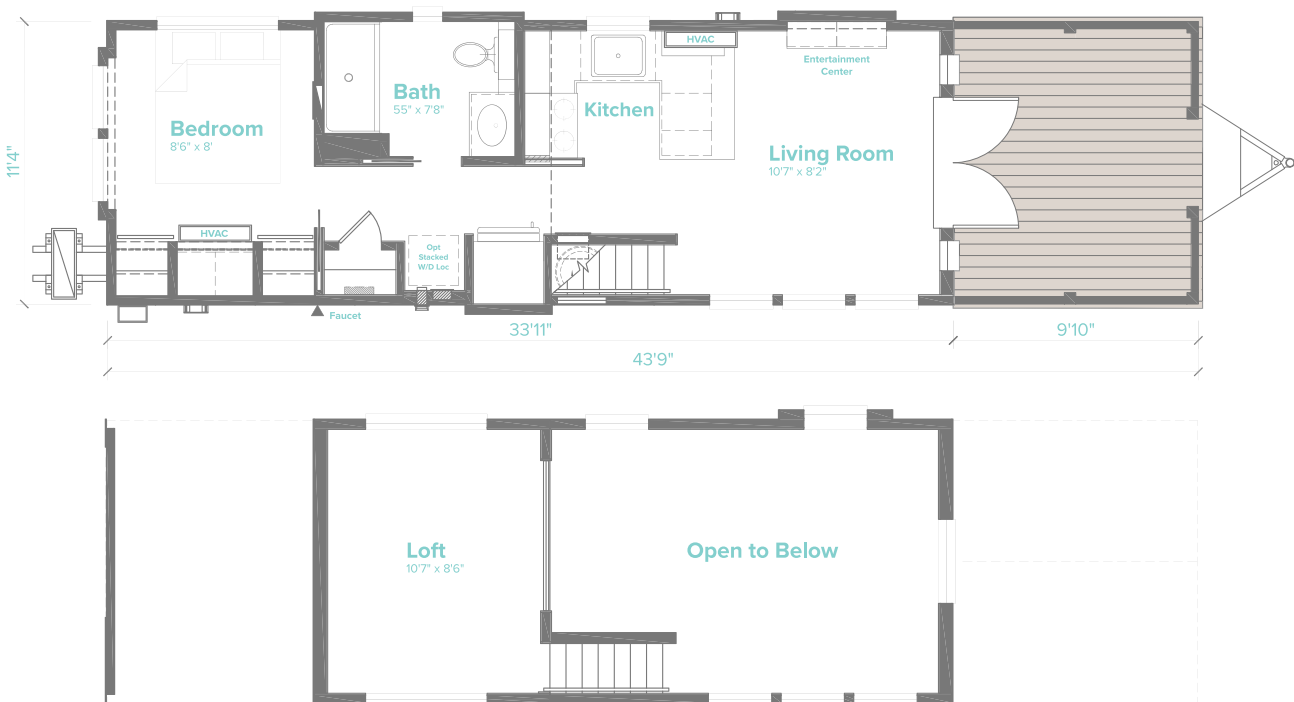 HVAC
Entertainment
Center
Bath
55" x 7'8"
Kitchen
Bedroom
8'6" x 8'
Living Room
10'7" x 8'2"
11'4"
HVAC
Opt
Stacked
W/D Loc
Faucet
33'11"
9'10"
43'9"
Loft
10'7" x 8'6"
Open to Below